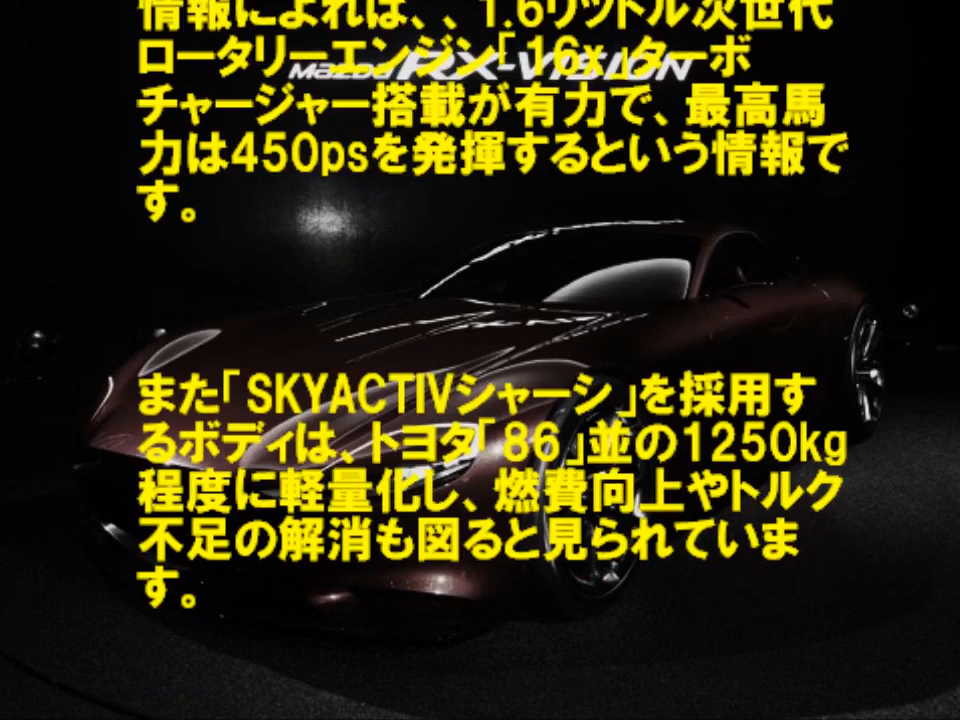 情報によれば、、1.6リットル次世代
ロータリーエンジン「16x」ターボ
Mazda RX-VISION
チャージャー搭載が有力で、最高馬
力は450psを発揮するという情報で
す。
また「SKYACTIVシャーシ」を採用す
るボディは、トヨタ「86」並の1250kg
程度に軽量化し、燃費向上やトルク
不足の解消も図ると見られていま
す。